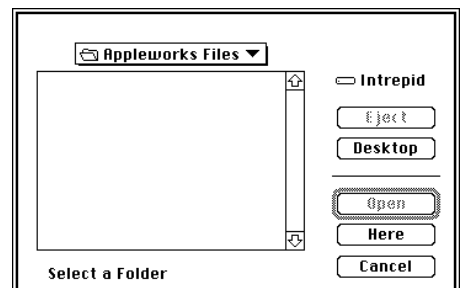 Appleworks Files
Intrepid
Eject
Desktop
Open
Here
Cancel
Select a Folder